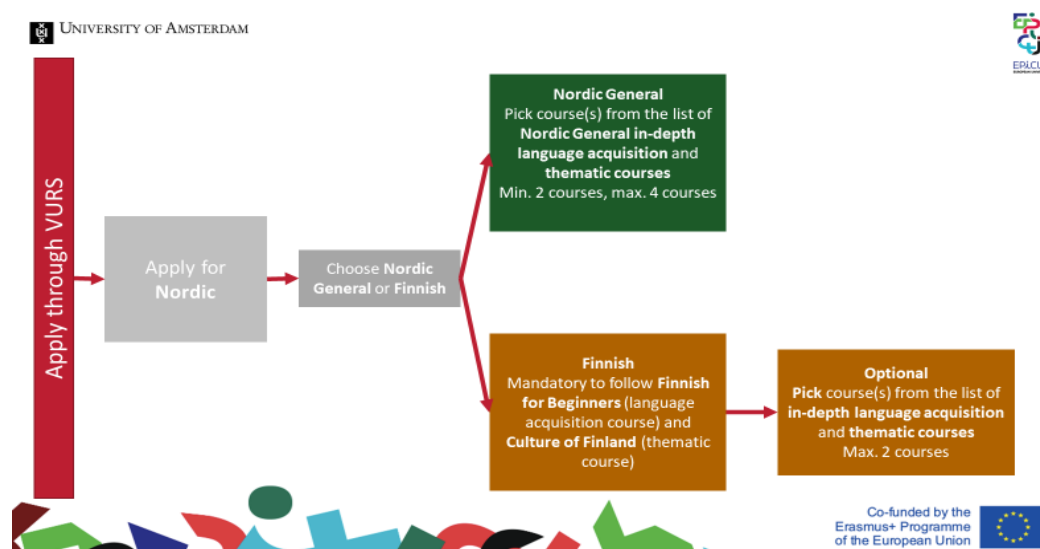 UNIVERSITY OF AMSTERDAM
EPICU
EUROPEAN UNIV
Apply through VURS
Apply for
Nordic
Choose Nordic
General or Finnish
Nordic General
Pick course(s) from the list of
Nordic General in-depth
language acquisition and
thematic courses
Min. 2 courses, max. 4 courses
Finnish
Mandatory to follow Finnish
for Beginners (language
acquisition course) and
Culture of Finland (thematic
course)
Optional
Pick course(s) from the list of
in-depth language acquisition
and thematic courses
Max. 2 courses
Co-funded by the
Erasmus+ Programme
of the European Union